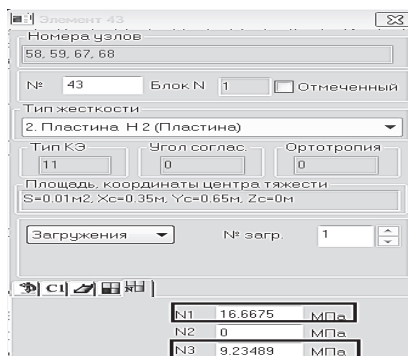 Элемент 43
Номера узлов
58, 59, 67, 68
№ 43 Блок N 1 Отмеченный
Тип жесткости
2. Пластина H 2 (Пластина)
Тип КЭ Угол соглас. Ортотропия
11 0 0
Площадь, координаты центра тяжести
S=0.01м2, Xc=0.35м, Yc=0.65м, Zc=0м
Загружения № загр. 1
N1 16.6675 МПа
N2 0 МПа
N3 9.23489 МПа